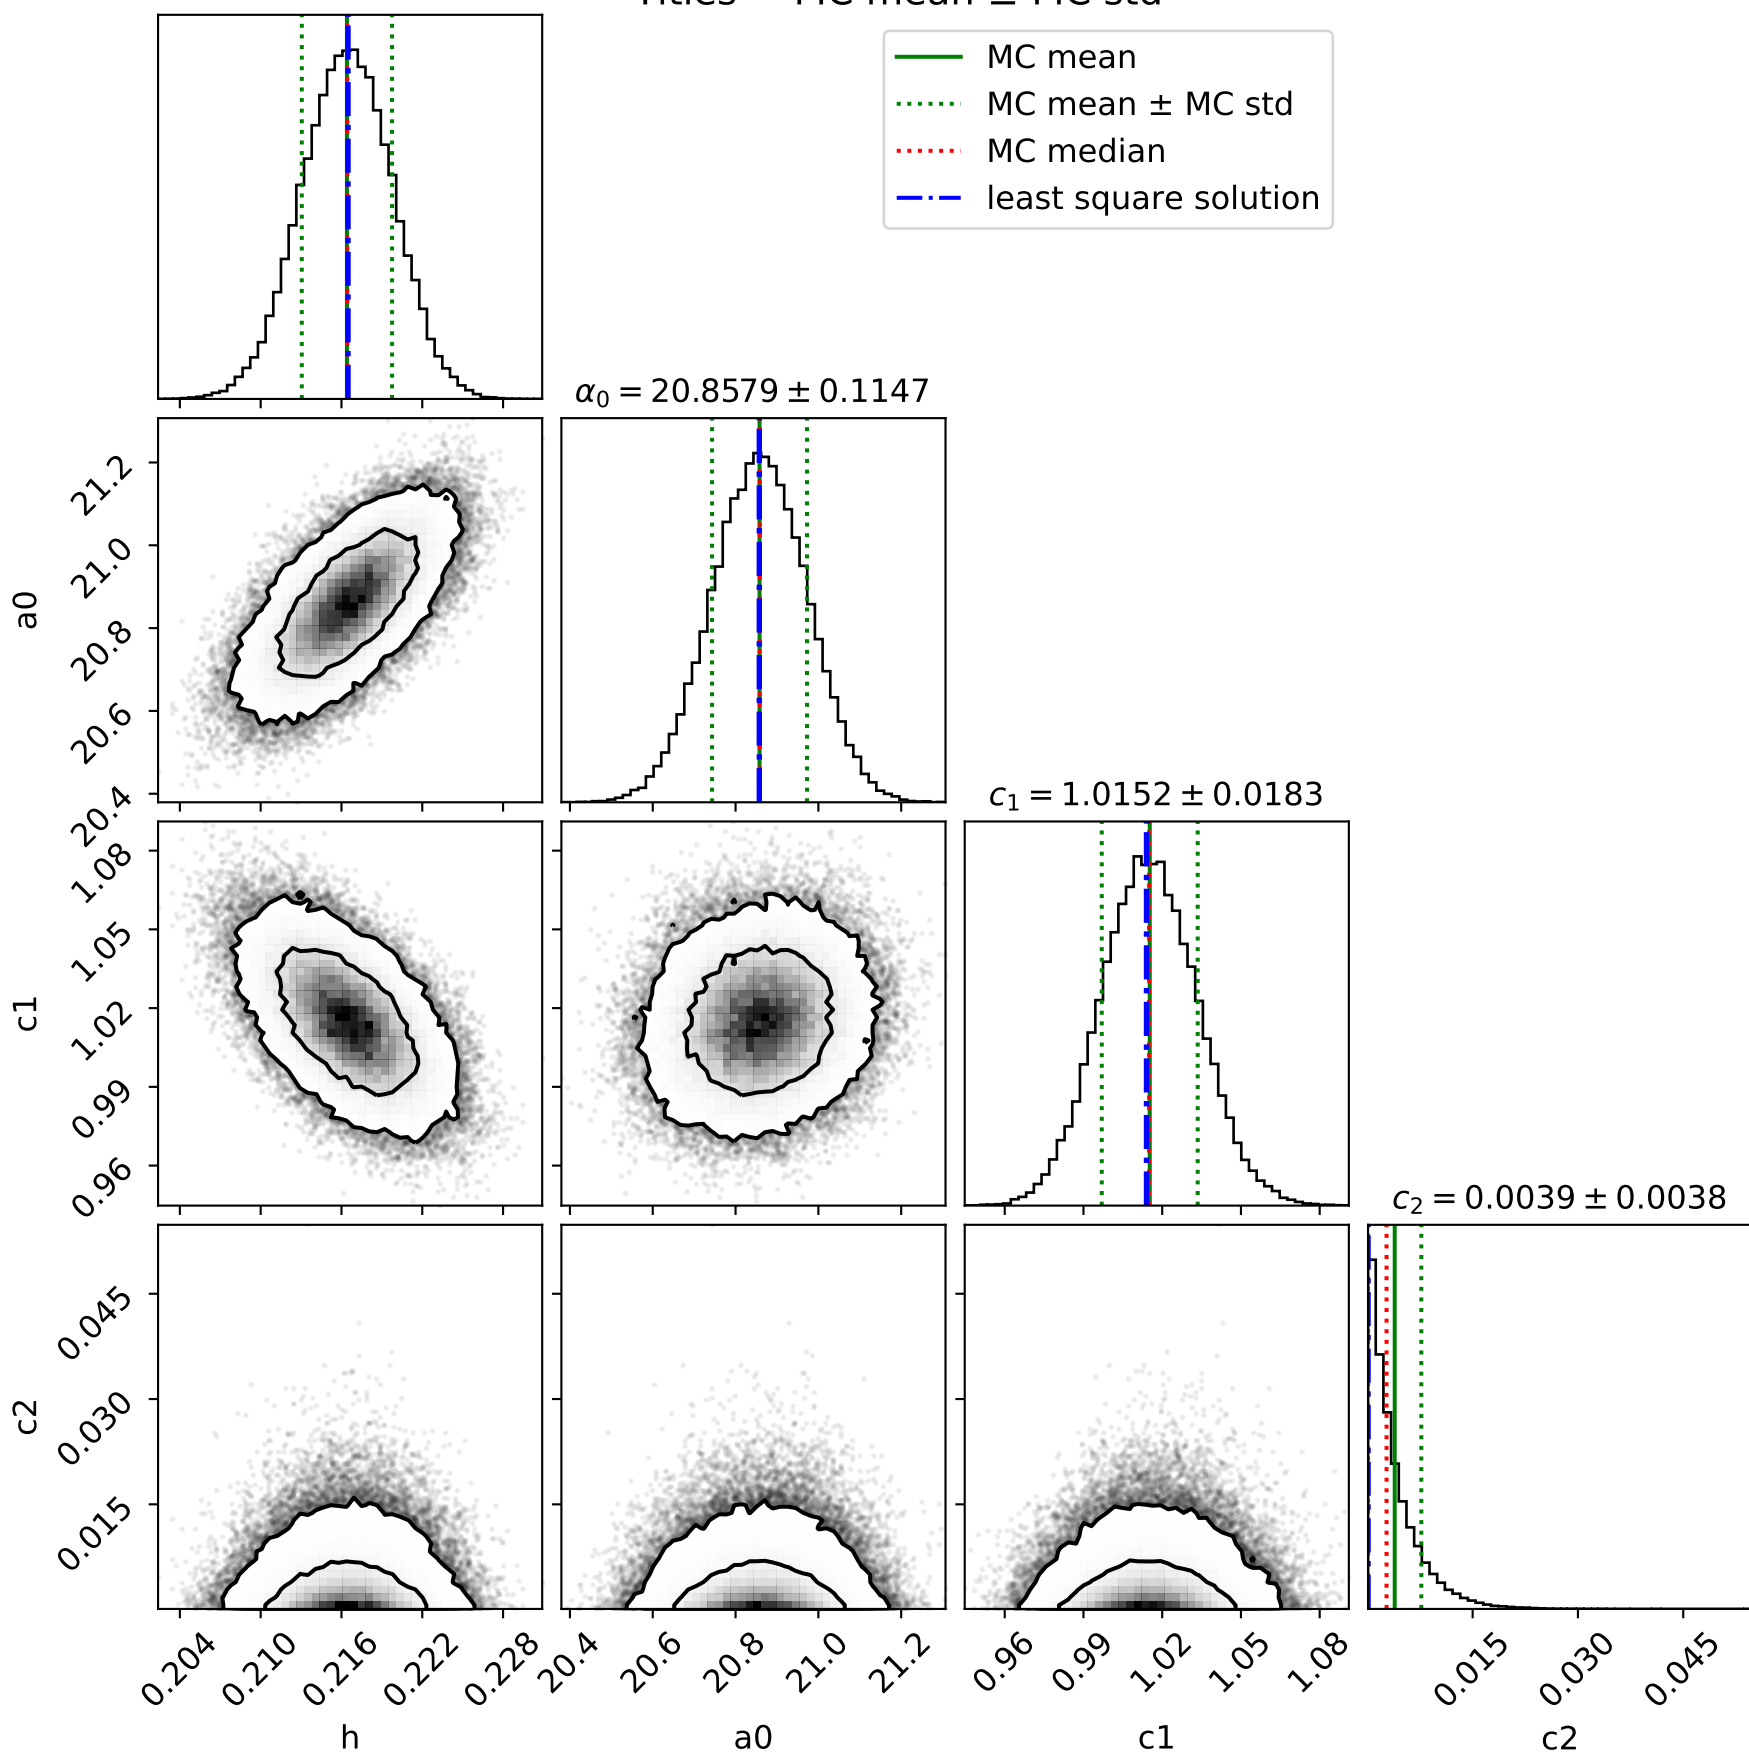 MC mean
MC mean ± MC std
MC median
least square solution
α₀ = 20.8579 ± 0.1147
21.2
21.0
20.8
20.6
20.4
a0
c₁ = 1.0152 ± 0.0183
1.08
1.05
1.02
0.99
0.96
c1
c₂ = 0.0039 ± 0.0038
0.045
0.030
0.015
c2
0.204 0.210 0.216 0.222 0.228 20.4 20.6 20.8 21.0 21.2 0.96 0.99 1.02 1.05 1.08 0.015 0.030 0.045
h a0 c1 c2